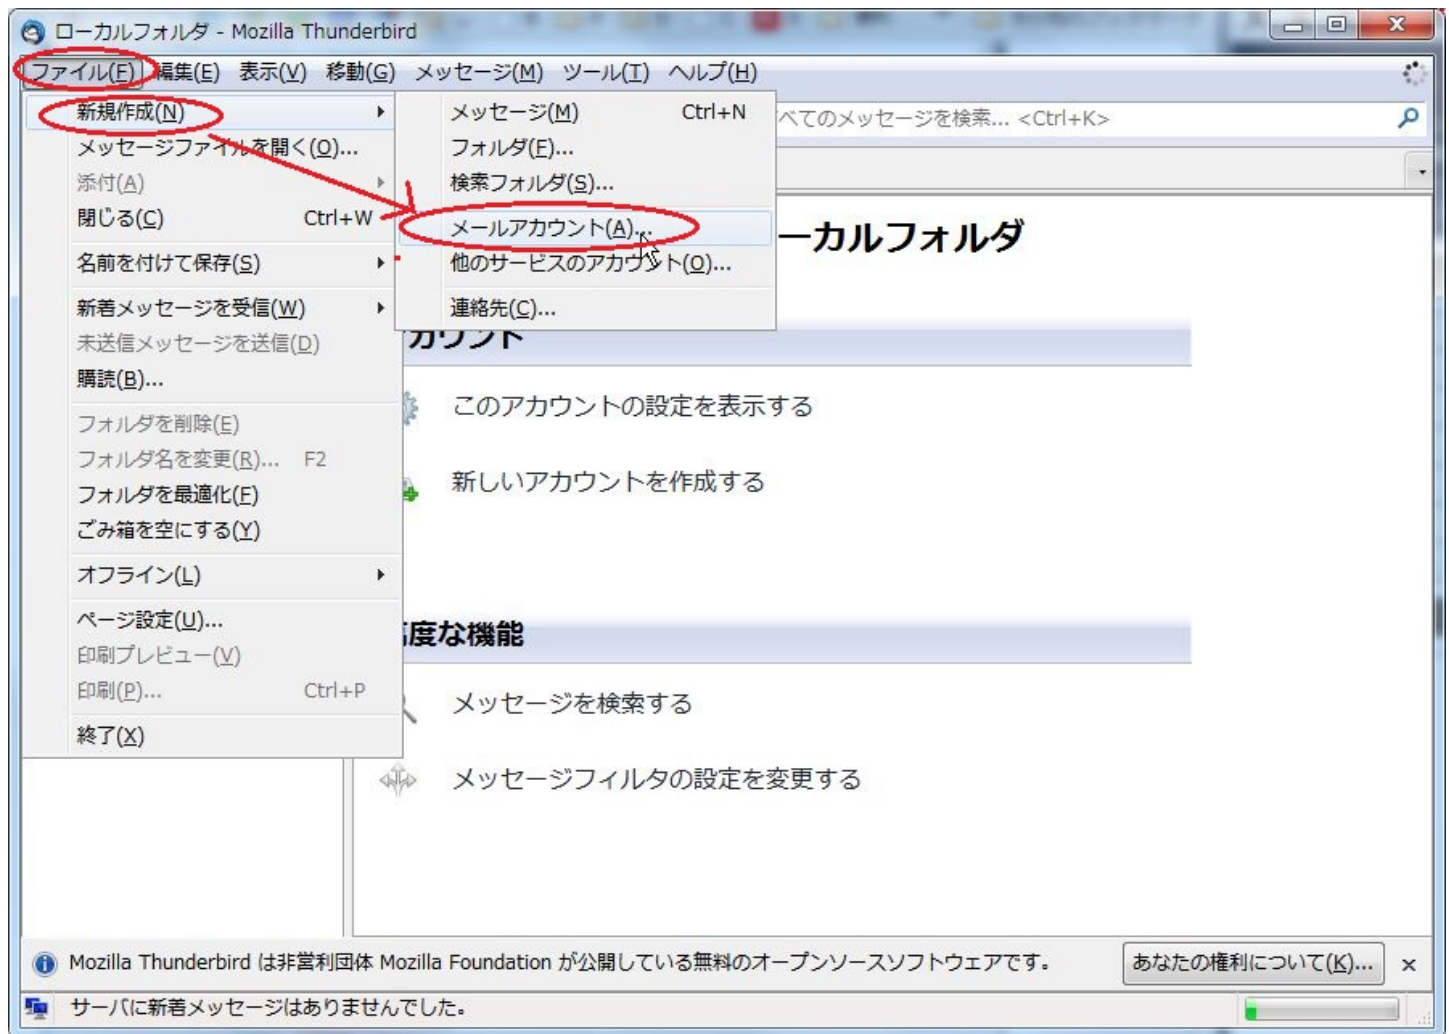 ローカルフォルダ - Mozilla Thunderbird
ファイル(F) 編集(E) 表示(V) 移動(G) メッセージ(M) ツール(T) ヘルプ(H)
新規作成(N)
メッセージファイルを開く(O)...
添付(A)
閉じる(C) Ctrl+W
名前を付けて保存(S)
新着メッセージを受信(W)
未送信メッセージを送信(D)
購読(B)...
フォルダを削除(E)
フォルダ名を変更(R)... F2
フォルダを最適化(F)
ごみ箱を空にする(Y)
オフライン(L)
ページ設定(U)...
印刷プレビュー(V)
印刷(P)... Ctrl+P
終了(X)
メッセージ(M) Ctrl+N
フォルダ(F)...
検索フォルダ(S)...
メールアカウント(A)...
他のサービスのアカウント(O)...
連絡先(C)...
べてのメッセージを検索... <Ctrl+K>
ーカルフォルダ
カウント
このアカウントの設定を表示する
新しいアカウントを作成する
度な機能
メッセージを検索する
メッセージフィルタの設定を変更する
Mozilla Thunderbird は非営利団体 Mozilla Foundation が公開している無料のオープンソースソフトウェアです。
あなたの権利について(K)...
サーバに新着メッセージはありませんでした。